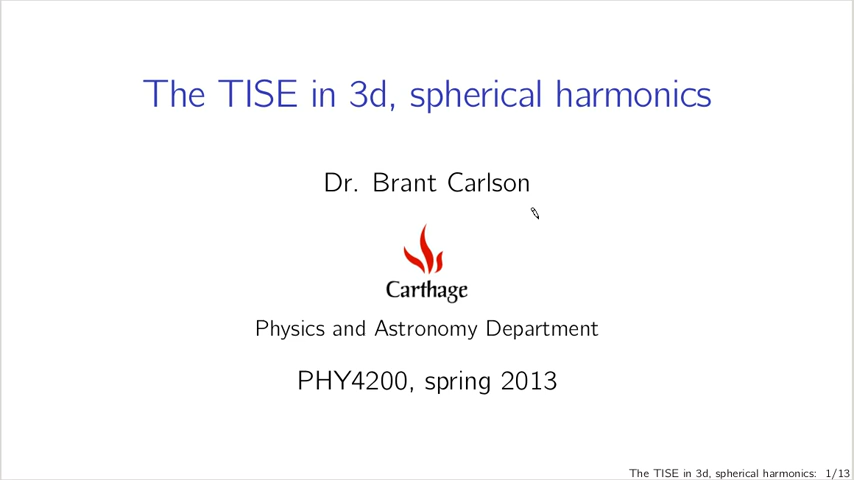 The TISE in 3d, spherical harmonics
Dr. Brant Carlson
Carthage
Physics and Astronomy Department
PHY4200, spring 2013
The TISE in 3d, spherical harmonics: 1/13